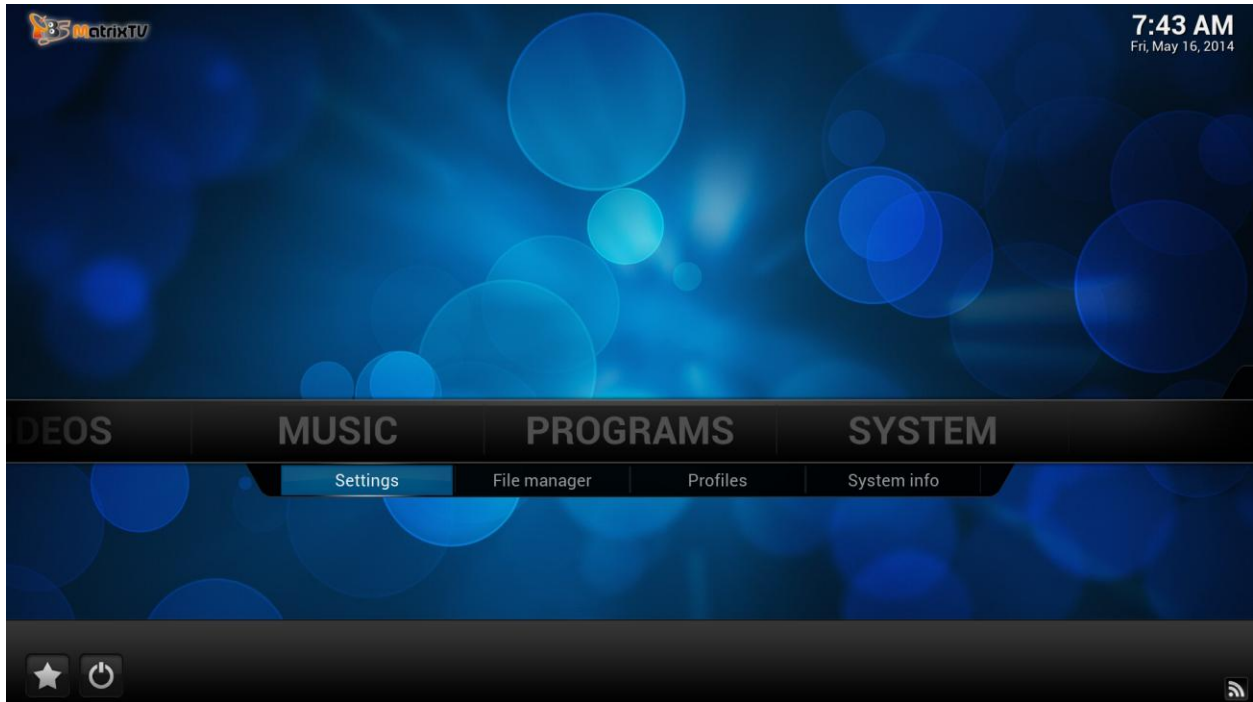 MatrixTV
7:43 AM
Fri, May 16, 2014
DEOS MUSIC PROGRAMS SYSTEM
Settings File manager Profiles System info